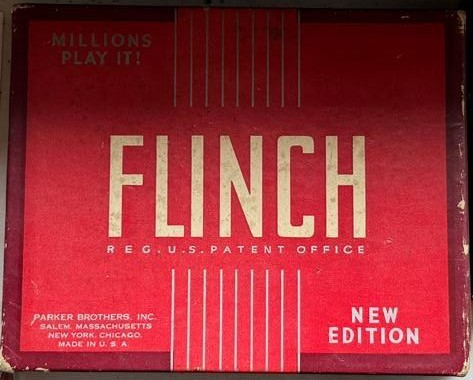 MILLIONS
PLAY IT!
FLINCH
REG. U.S. PATENT OFFICE
PARKER BROTHERS, INC.
SALEM, MASSACHUSETTS
NEW YORK, CHICAGO,
MADE IN U. S. A.
NEW
EDITION